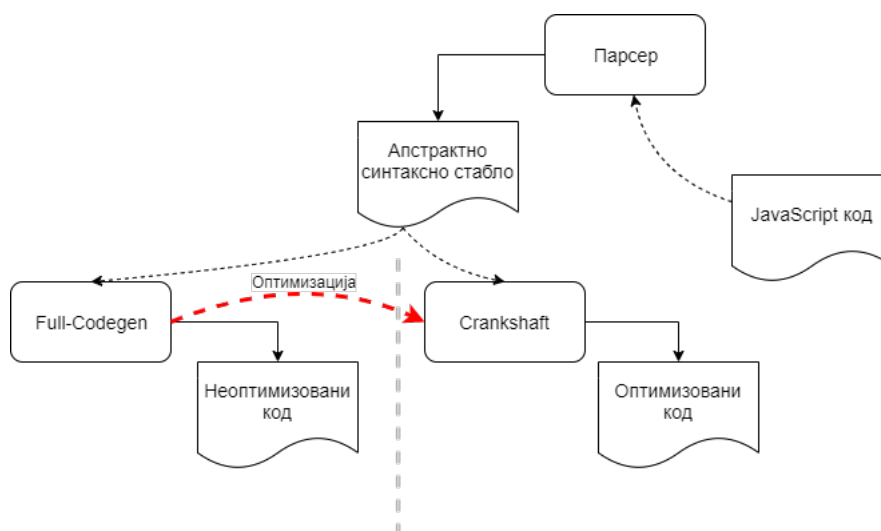 Парсер
Апстрактно
синтаксно стабло
JavaScript код
Оптимизација
Full-Codegen
Crankshaft
Неоптимизовани
код
Оптимизовани
код